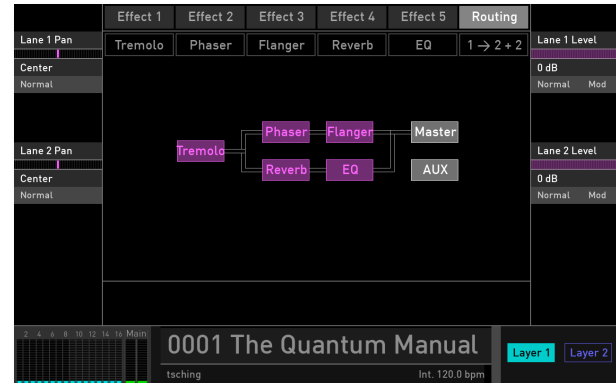 Effect 1 Effect 2 Effect 3 Effect 4 Effect 5 Routing
Lane 1 Pan
Tremolo Phaser Flanger Reverb EQ 1 → 2 + 2
Lane 1 Level
Center
0 dB
Normal
Normal Mod
Phaser Flanger Master
Tremolo
Reverb EQ AUX
Lane 2 Pan
Lane 2 Level
Center
0 dB
Normal
Normal Mod
2 4 6 8 10 12 14 16 Main
0001 The Quantum Manual
tsching Int. 120.0 bpm
Layer 1 Layer 2